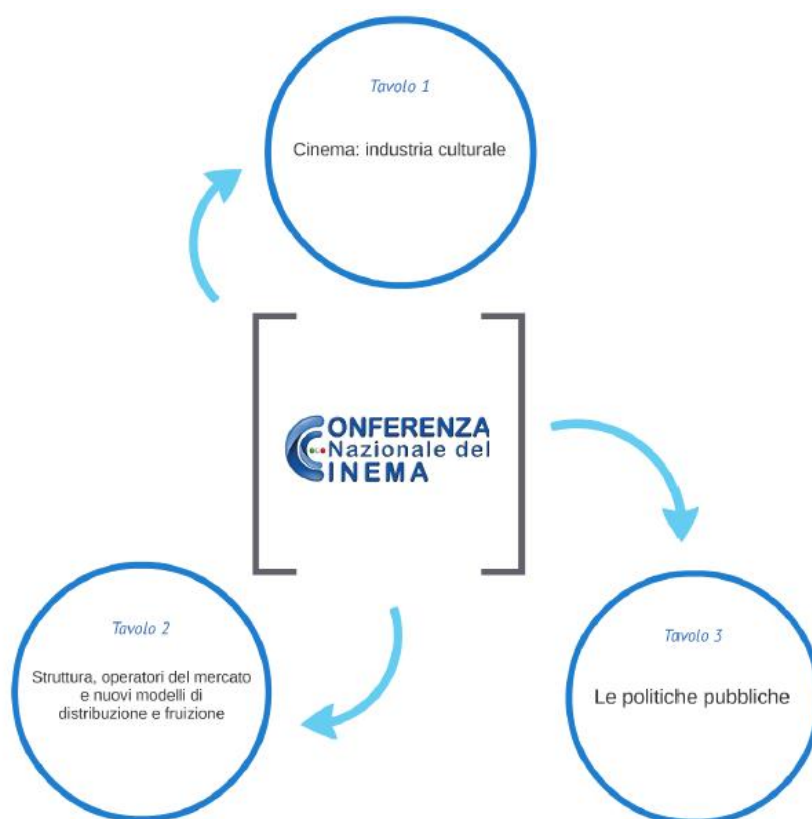 Tavolo 1
Cinema: industria culturale
CONFERENZA
Nazionale del
CINEMA
Tavolo 2
Struttura, operatori del mercato
e nuovi modelli di
distribuzione e fruizione
Tavolo 3
Le politiche pubbliche